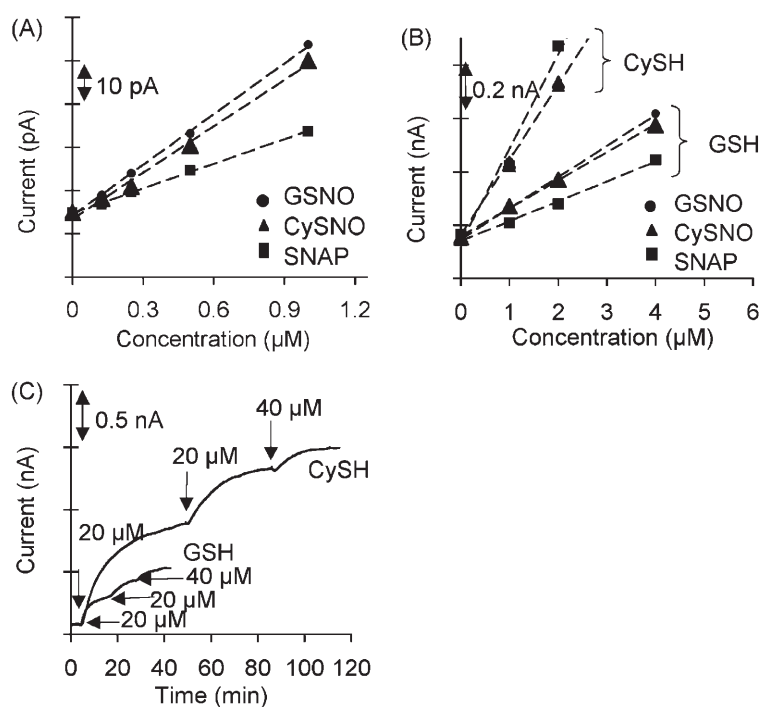 (A)
10 pA
Current (pA)
GSNO
CySNO
SNAP
0 0.3 0.6 0.9 1.2
Concentration (µM)
(B)
0.2 nA
CySH
GSH
Current (nA)
GSNO
CySNO
SNAP
0 1 2 3 4 5 6
Concentration (µM)
(C)
0.5 nA
40 µM
20 µM
CySH
20 µM
GSH
40 µM
20 µM
20 µM
Current (nA)
0 20 40 60 80 100 120
Time (min)